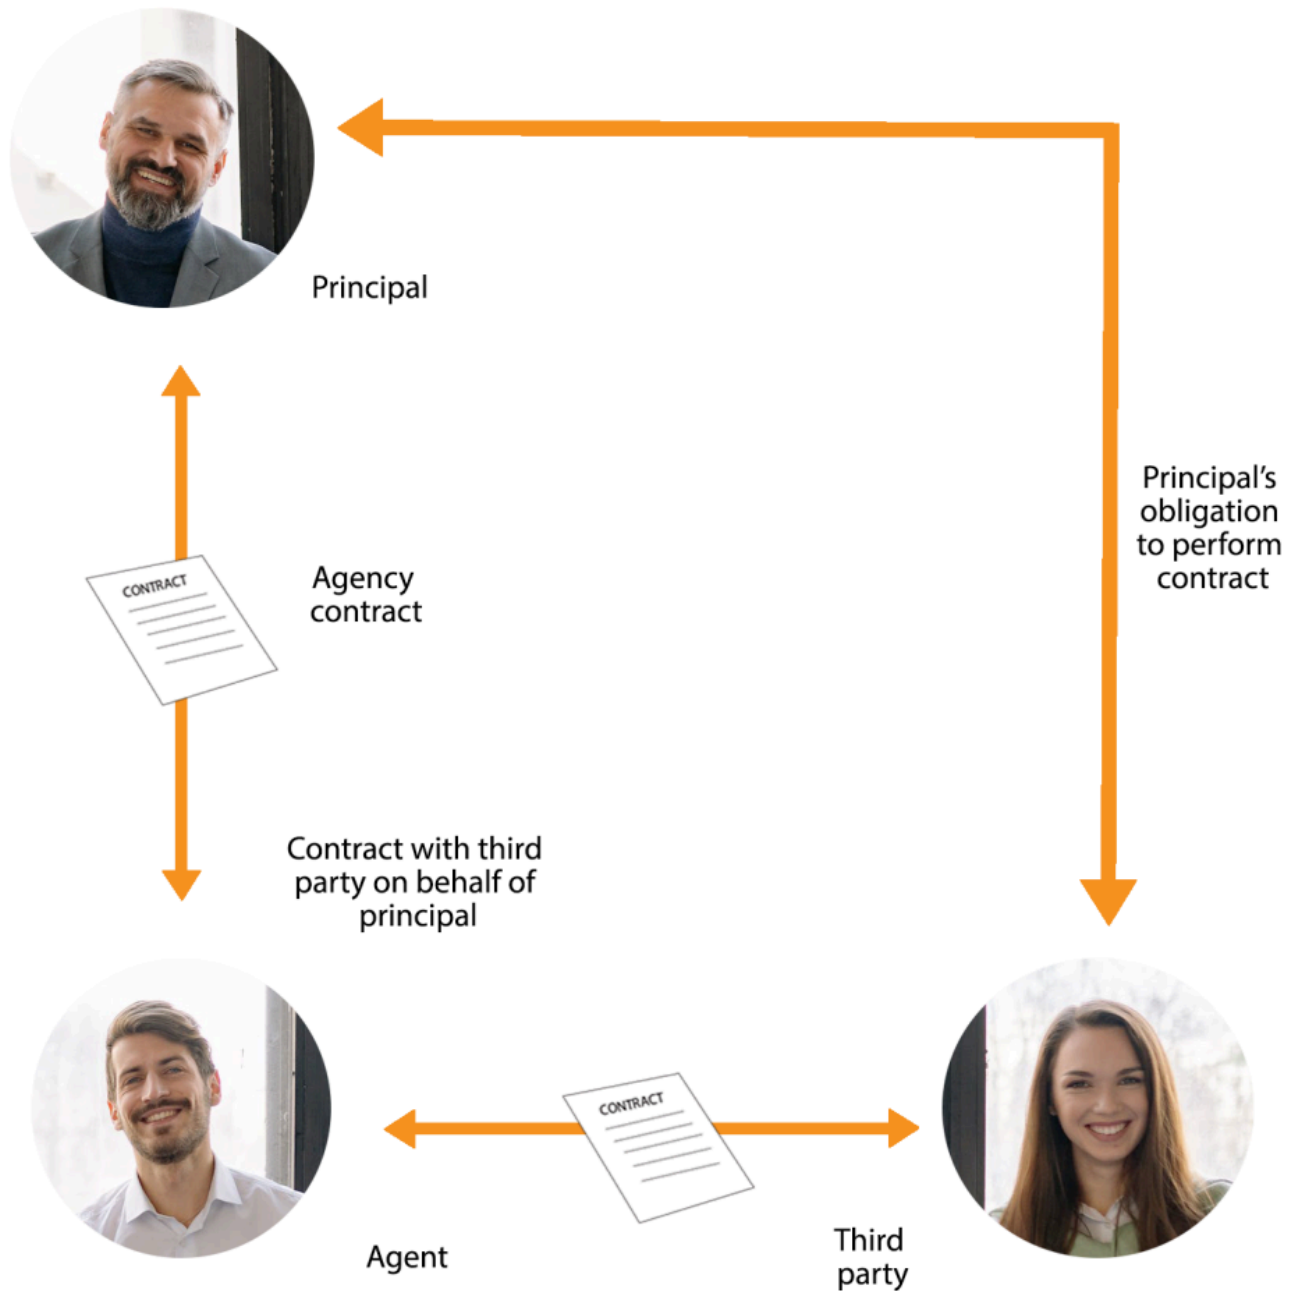 Principal
CONTRACT
Agency
contract
Principal’s
obligation
to perform
contract
Contract with third
party on behalf of
principal
CONTRACT
Agent
Third
party